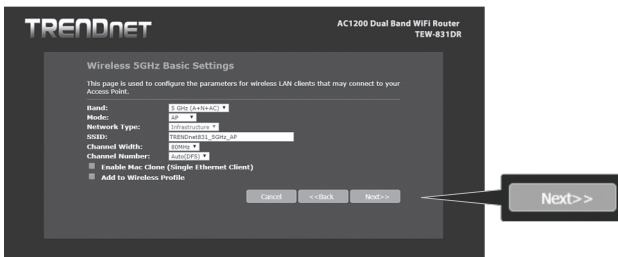 TRENDnet
AC1200 Dual Band WiFi Router
TEW-831DR
Wireless 5GHz Basic Settings
This page is used to configure the parameters for wireless LAN clients that may connect to your
Access Point.
Band: 5 GHz (A+N+AC)
Mode: AP
Network Type: Infrastructure
SSID: TRENDnet831_5GHz_AP
Channel Width: 80MHz
Channel Number: Auto(DFS)
Enable Mac Clone (Single Ethernet Client)
Add to Wireless Profile
Cancel <<Back Next>>
Next>>